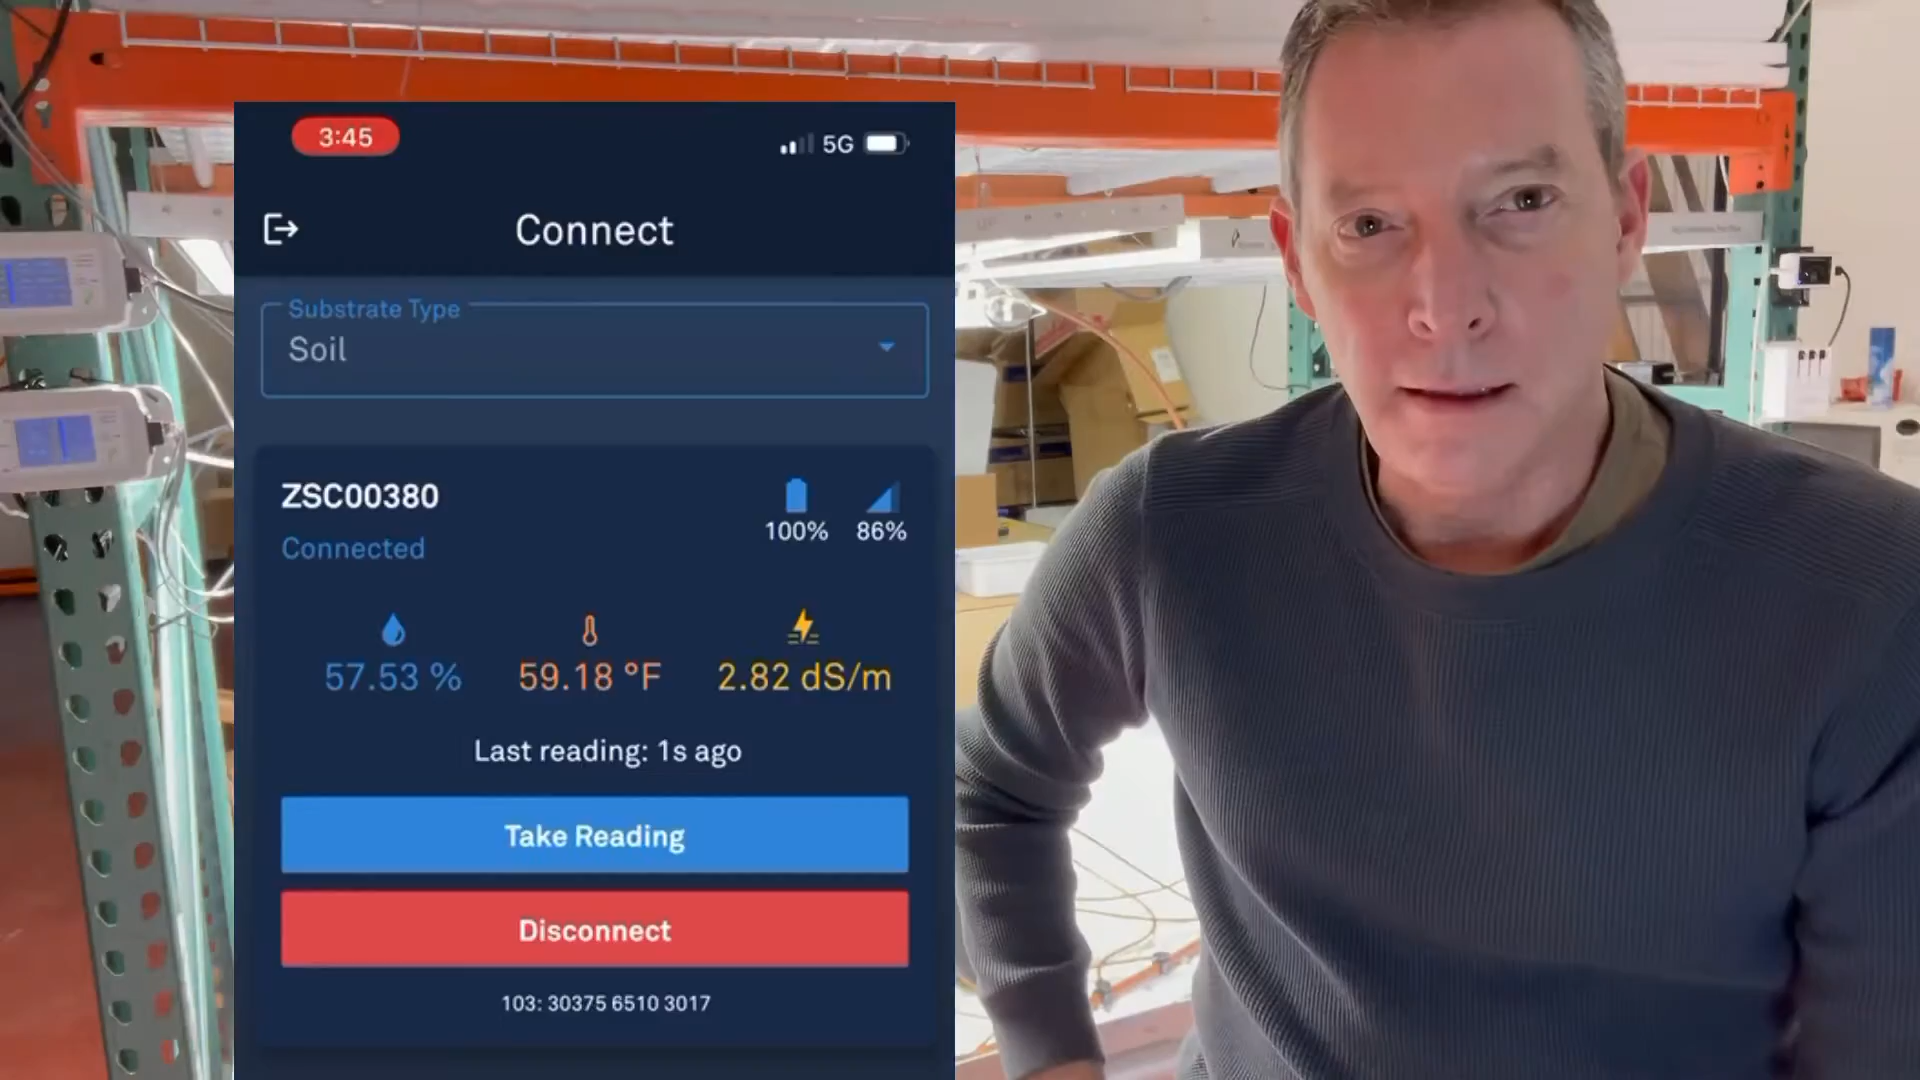 3:45
5G
Connect
Substrate Type
Soil
ZSC00380
100%
86%
Connected
57.53 %
59.18 °F
2.82 dS/m
Last reading: 1s ago
Take Reading
Disconnect
103: 30375 6510 3017